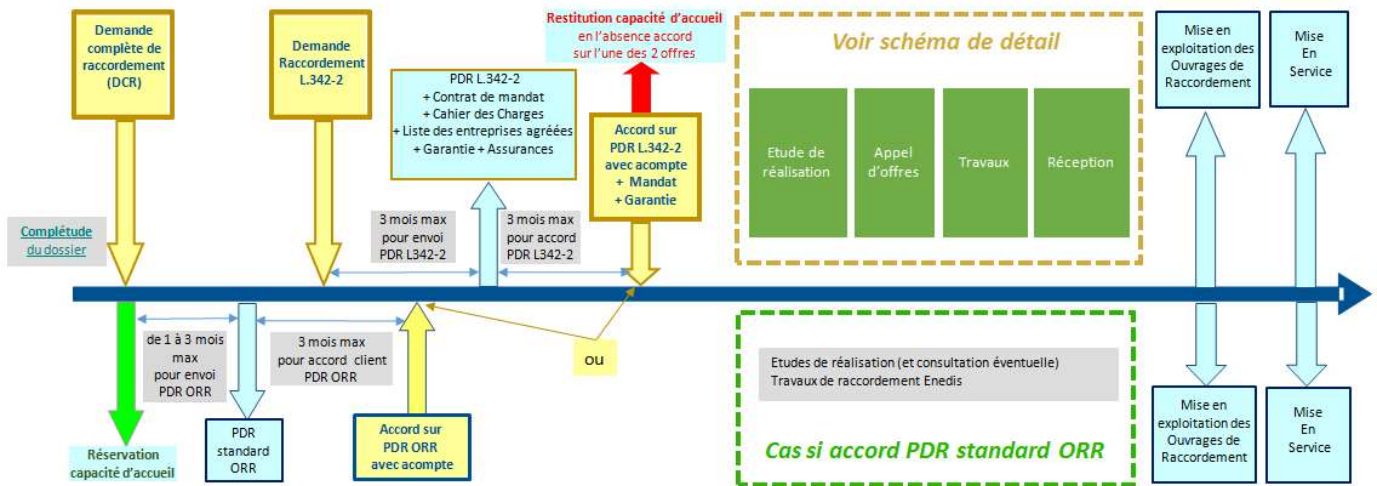 Demande
complète de
raccordement
(DCR)
Demande
Raccordement
L.342-2
PDR L.342-2
+ Contrat de mandat
+ Cahier des Charges
+ Liste des entreprises agréées
+ Garantie + Assurances
Restitution capacité d'accueil
en l'absence accord
sur l'une des 2 offres
Accord sur
PDR L.342-2
avec acompte
+ Mandat
+ Garantie
Voir schéma de détail
Etude de
réalisation
Appel
d'offres
Travaux
Réception
Mise en
exploitation des
Ouvrages de
Raccordement
Mise
En
Service
Complétude
du dossier
3 mois max
pour envoi
PDR L342-2
3 mois max
pour accord
PDR L342-2
de 1 à 3 mois
max
pour envoi
PDR ORR
3 mois max
pour accord client
PDR ORR
ou
Réservation
capacité d'accueil
PDR
standard
ORR
Accord sur
PDR ORR
avec acompte
Etudes de réalisation (et consultation éventuelle)
Travaux de raccordement Enedis
Cas si accord PDR standard ORR
Mise en
exploitation des
Ouvrages de
Raccordement
Mise
En
Service